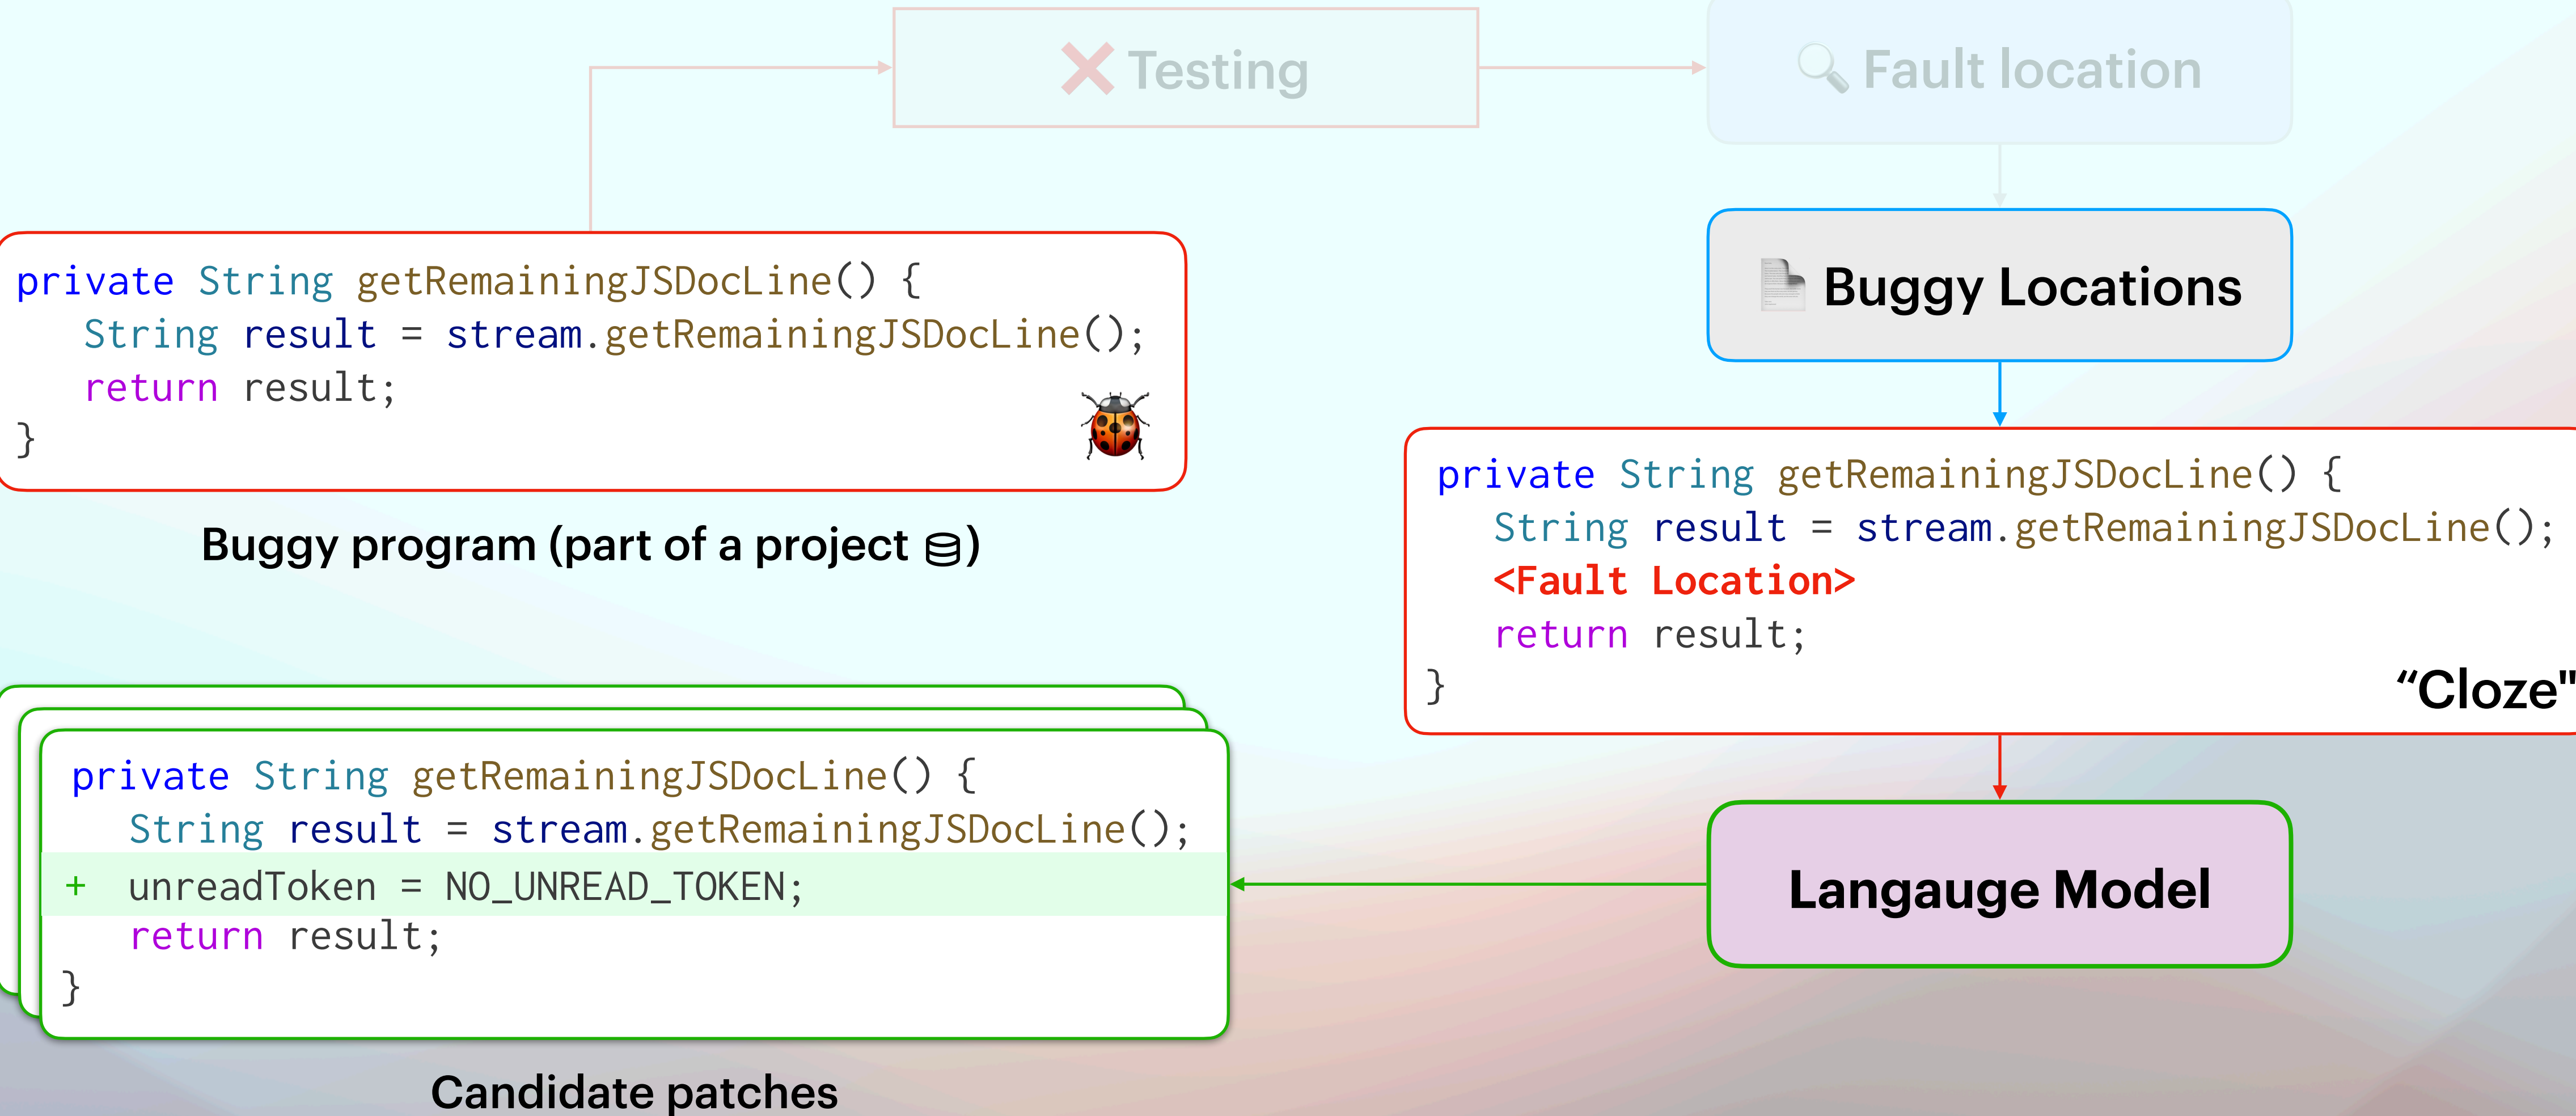 ❌ Testing
🔍 Fault location
private String getRemainingJSDocLine() {
String result = stream.getRemainingJSDocLine();
return result;
}
Buggy program (part of a project )
Buggy Locations
private String getRemainingJSDocLine() {
String result = stream.getRemainingJSDocLine();
<Fault Location>
return result;
}
“Cloze"
Langauge Model
private String getRemainingJSDocLine() {
String result = stream.getRemainingJSDocLine();
+ unreadToken = NO_UNREAD_TOKEN;
return result;
}
Candidate patches